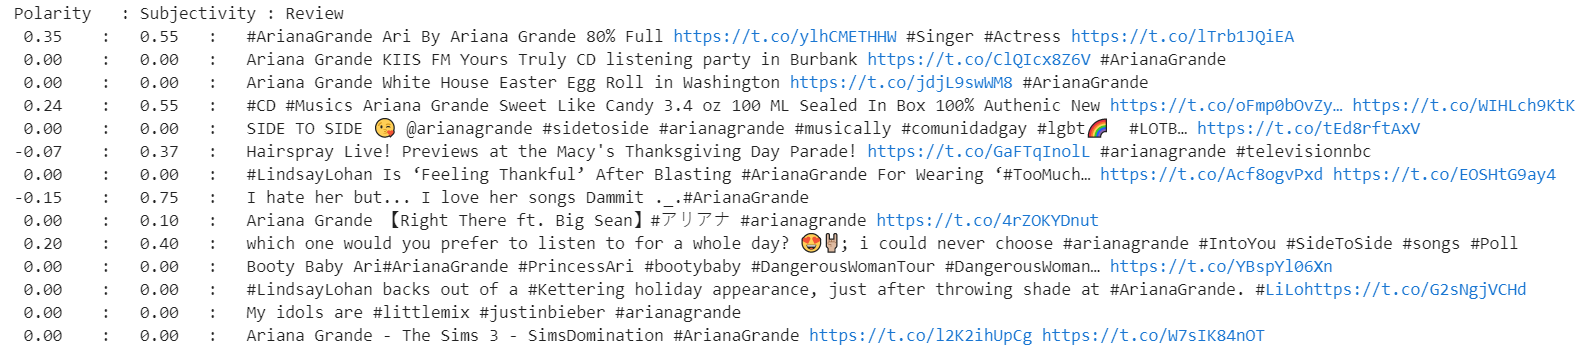 Polarity   : Subjectivity : Review
 0.35    :   0.55   :   #ArianaGrande Ari By Ariana Grande 80% Full https://t.co/ylhCMETHHW #Singer #Actress https://t.co/lTrb1JQiEA
 0.00    :   0.00   :   Ariana Grande KIIS FM Yours Truly CD listening party in Burbank https://t.co/ClQIcx8Z6V #ArianaGrande
 0.00    :   0.00   :   Ariana Grande White House Easter Egg Roll in Washington https://t.co/jdjL9swWM8 #ArianaGrande
 0.24    :   0.55   :   #CD #Musics Ariana Grande Sweet Like Candy 3.4 oz 100 ML Sealed In Box 100% Authenic New https://t.co/oFmp0bOvZy… https://t.co/WIHLch9KtK
 0.00    :   0.00   :   SIDE TO SIDE 😘 @arianagrande #sidetoside #arianagrande #musically #comunidadgay #lgbt🌈  #LOTB… https://t.co/tEd8rftAxV
-0.07    :   0.37   :   Hairspray Live! Previews at the Macy's Thanksgiving Day Parade! https://t.co/GaFTqInolL #arianagrande #televisionnbc
 0.00    :   0.00   :   #LindsayLohan Is ‘Feeling Thankful’ After Blasting #ArianaGrande For Wearing ‘#TooMuch… https://t.co/Acf8ogvPxd https://t.co/EOSHtG9ay4
-0.15    :   0.75   :   I hate her but... I love her songs Dammit ._.#ArianaGrande
 0.00    :   0.10   :   Ariana Grande 【Right There ft. Big Sean】#アリアナ #arianagrande https://t.co/4rZOKYDnut
 0.20    :   0.40   :   which one would you prefer to listen to for a whole day? 😍🤘🏼; i could never choose #arianagrande #IntoYou #SideToSide #songs #Poll
 0.00    :   0.00   :   Booty Baby Ari#ArianaGrande #PrincessAri #bootybaby #DangerousWomanTour #DangerousWoman… https://t.co/YBspYl06Xn
 0.00    :   0.00   :   #LindsayLohan backs out of a #Kettering holiday appearance, just after throwing shade at #ArianaGrande. #LiLohttps://t.co/G2sNgjVCHd
 0.00    :   0.00   :   My idols are #littlemix #justinbieber #arianagrande
 0.00    :   0.00   :   Ariana Grande - The Sims 3 - SimsDomination #ArianaGrande https://t.co/l2K2ihUpCg https://t.co/W7sIK84nOT